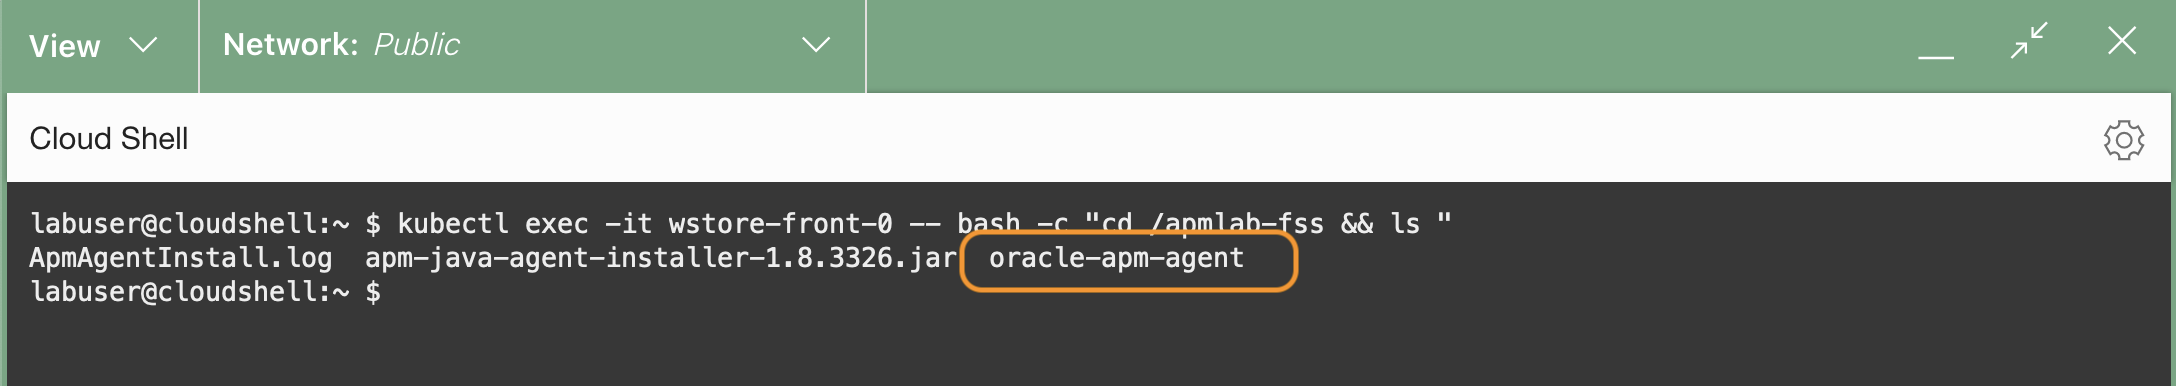 View Network: Public
Cloud Shell
labuser@cloudshell:~ $ kubectl exec -it wstore-front-0 -- bash -c "cd /apmlab-fss && ls "
ApmAgentInstall.log  apm-java-agent-installer-1.8.3326.jar  oracle-apm-agent
labuser@cloudshell:~ $